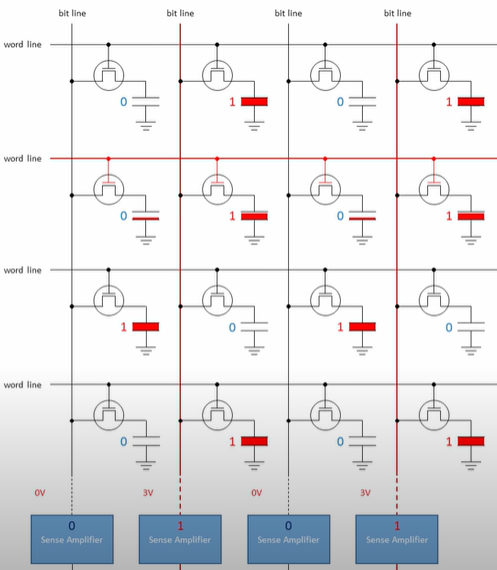 bit line bit line bit line bit line
word line
0 1 0 1
word line
0 1 0 1
word line
1 0 1 0
word line
0 1 0 1
0V 3V 0V 3V
0 1 0 1
Sense Amplifier Sense Amplifier Sense Amplifier Sense Amplifier